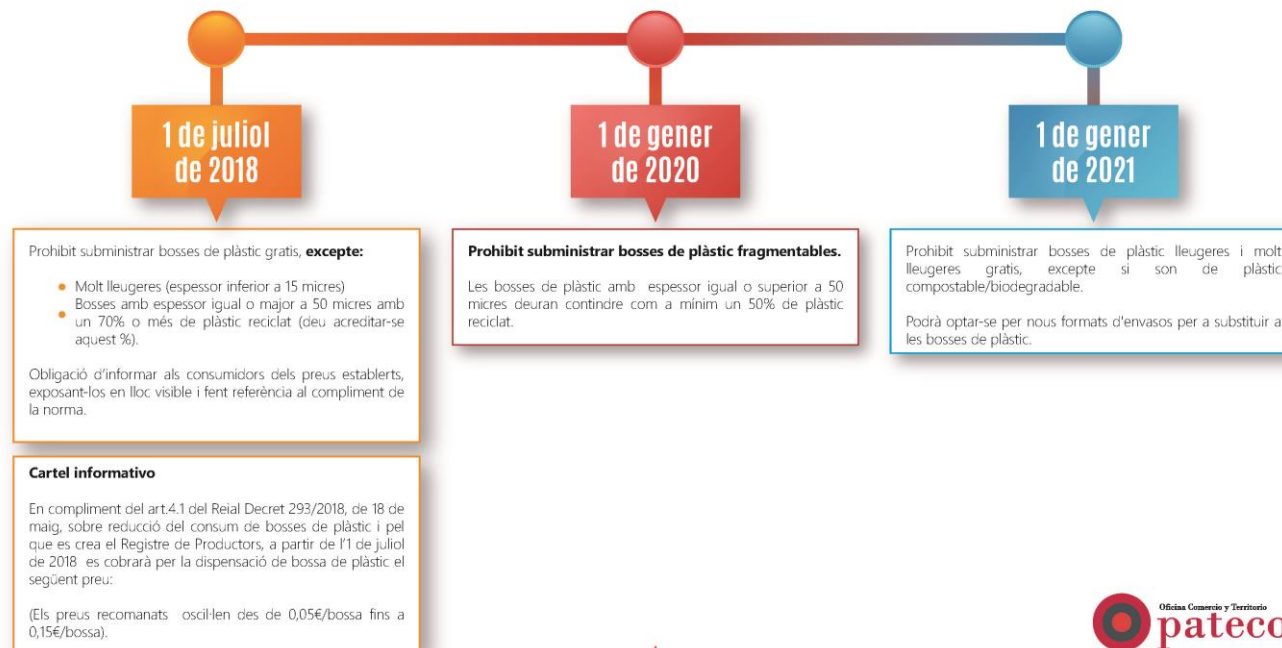 1 de juliol
de 2018
Prohibit subministrar bosses de plàstic gratis, excepte:
Molt lleugeres (espessor inferior a 15 micres)
Bosses amb espessor igual o major a 50 micres amb
un 70% o més de plàstic reciclat (deu acreditar-se
aquest %).
Obligació d'informar als consumidors dels preus establerts,
exposant-los en lloc visible i fent referència al compliment de
la norma.
Cartel informativo
En compliment del art.4.1 del Reial Decret 293/2018, de 18 de
maig, sobre reducció del consum de bosses de plàstic i pel
que es crea el Registre de Productors, a partir de l'1 de juliol
de 2018 es cobrarà per la dispensació de bossa de plàstic el
següent preu:
(Els preus recomanats oscil·len des de 0,05€/bossa fins a
0,15€/bossa).
1 de gener
de 2020
Prohibit subministrar bosses de plàstic fragmentables.
Les bosses de plàstic amb espessor igual o superior a 50
micres deuran contindre com a mínim un 50% de plàstic
reciclat.
1 de gener
de 2021
Prohibit subministrar bosses de plàstic lleugeres i molt
lleugeres gratis, excepte si son de plàstic
compostable/biodegradable.
Podrà optar-se per nous formats d'envasos per a substituir a
les bosses de plàstic.
Oficina Comercio y Territorio
pateco